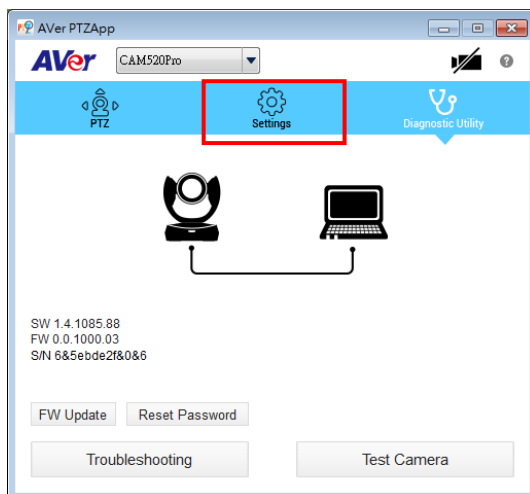 AVer PTZApp
AVer CAM520Pro
PTZ Settings Diagnostic Utility
SW 1.4.1085.88
FW 0.0.1000.03
S/N 6&5ebde2f&0&6
FW Update Reset Password
Troubleshooting Test Camera